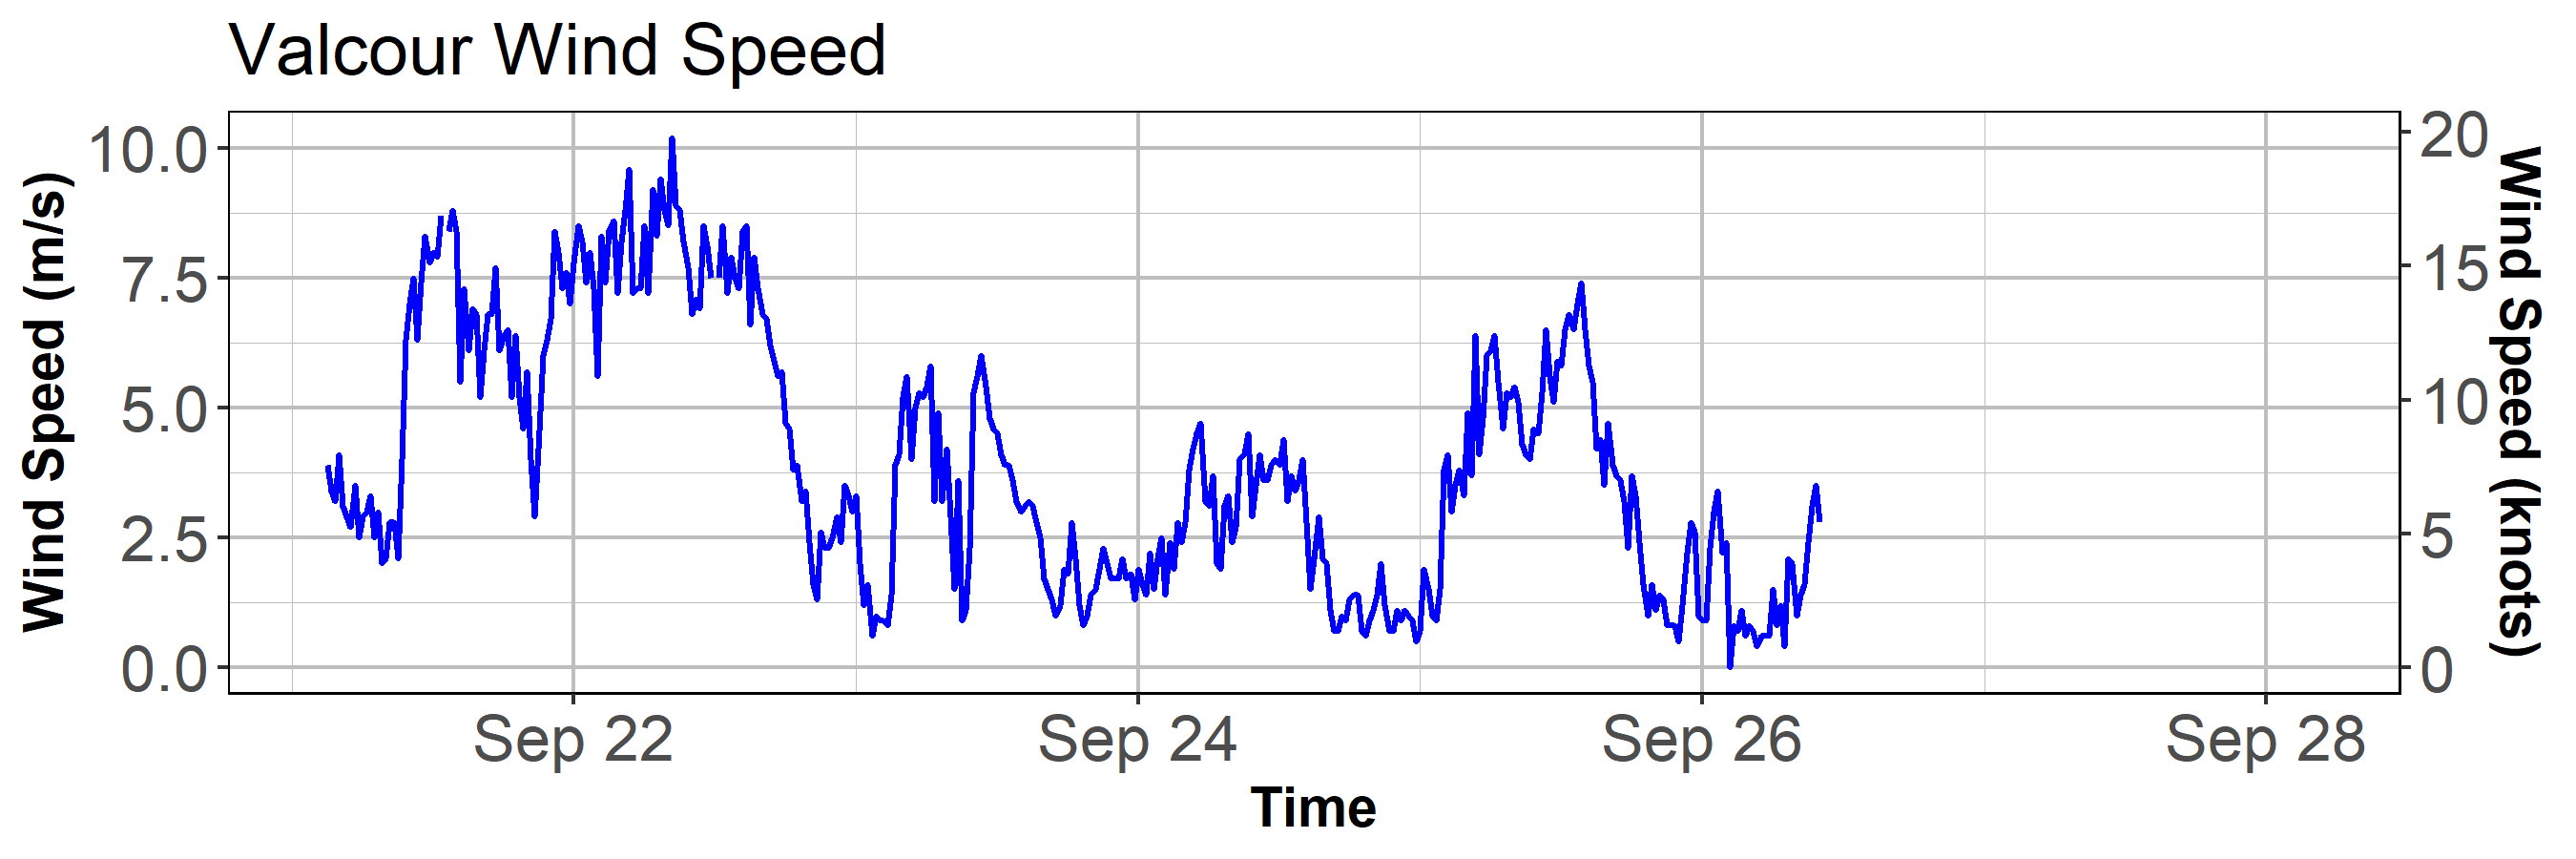 Valcour Wind Speed
Wind Speed (m/s)
10.0
7.5
5.0
2.5
0.0
20
15
10
5
0
Wind Speed (knots)
Sep 22
Sep 24
Sep 26
Sep 28
Time